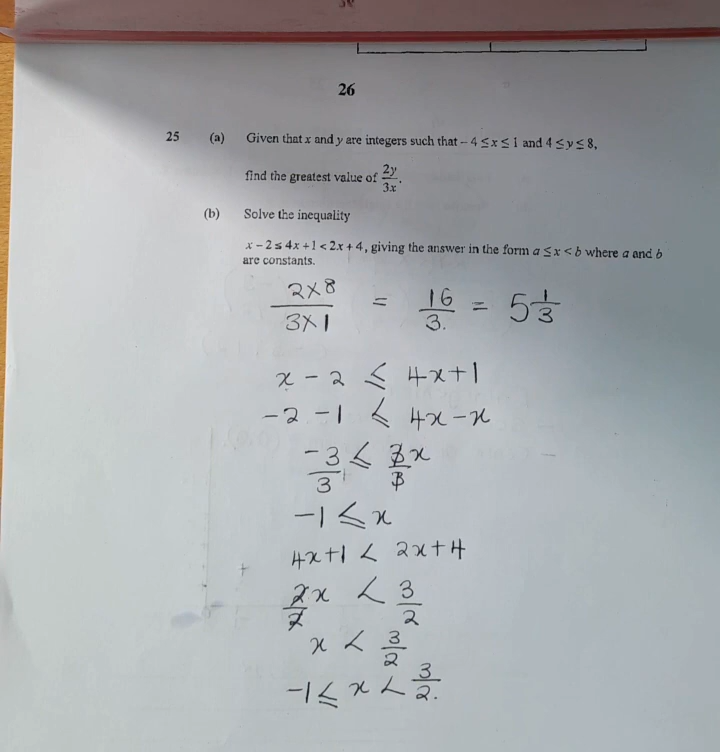 26
25 (a) Given that x and y are integers such that – 4 ≤ x ≤ 1 and 4 ≤ y ≤ 8,
find the greatest value of 2y/3x.
(b) Solve the inequality
x − 2 ≤ 4x + 1 < 2x + 4, giving the answer in the form a ≤ x < b where a and b
are constants.
2×8/3×1 = 16/3. = 5 1/3
x − 2 ≤ 4x+1
−2 −1 ≤ 4x−x
−3/3 ≤ 3x/3
−1 ≤ x
4x+1 < 2x+4
2x/2 < 3/2
x < 3/2
−1 ≤ x < 3/2.